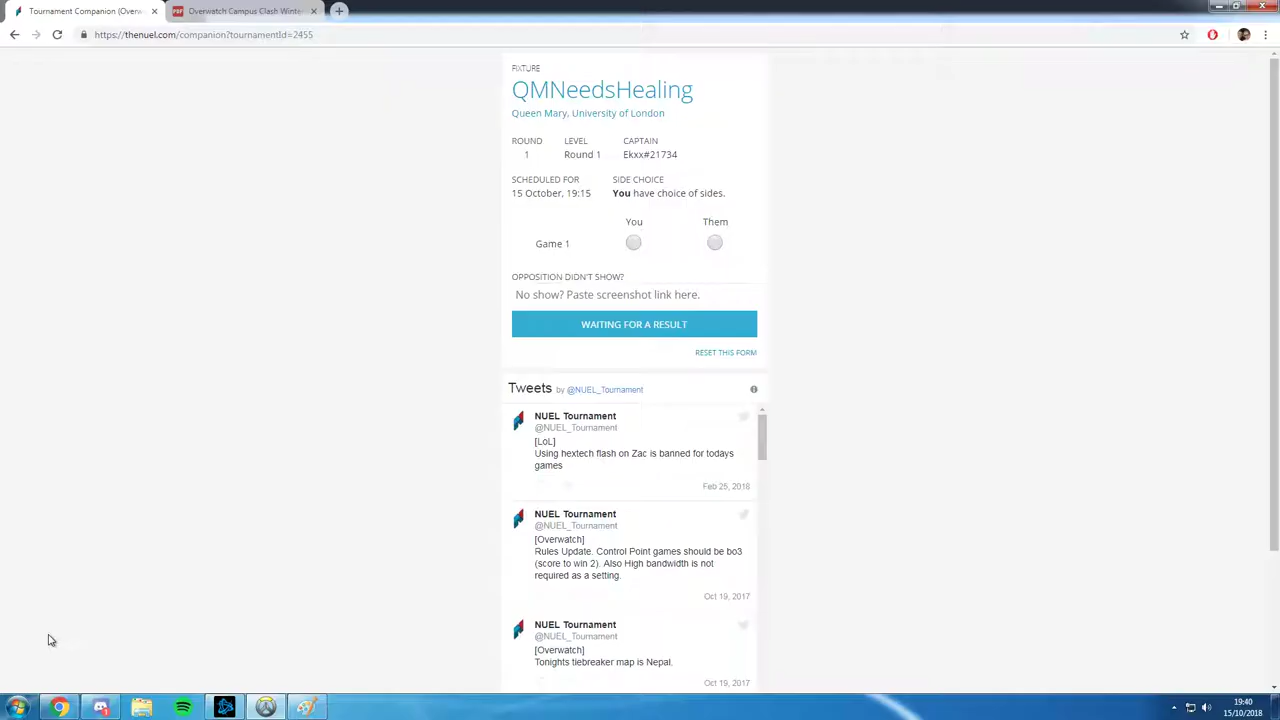 Tournament Companion (Overw
Overwatch Campus Clash Winte
https://thenuel.com/companion?tournamentId=2455
FIXTURE
QMNeedsHealing
Queen Mary, University of London
ROUND LEVEL CAPTAIN
1 Round 1 Ekxx#21734
SCHEDULED FOR SIDE CHOICE
15 October, 19:15 You have choice of sides.
You Them
Game 1
OPPOSITION DIDN'T SHOW?
No show? Paste screenshot link here.
WAITING FOR A RESULT
RESET THIS FORM
Tweets by @NUEL_Tournament
NUEL Tournament
@NUEL_Tournament
[LoL]
Using hextech flash on Zac is banned for todays
games
Feb 25, 2018
NUEL Tournament
@NUEL_Tournament
[Overwatch]
Rules Update. Control Point games should be bo3
(score to win 2). Also High bandwidth is not
required as a setting.
Oct 19, 2017
NUEL Tournament
@NUEL_Tournament
[Overwatch]
Tonights tiebreaker map is Nepal.
Oct 19, 2017
19:40
15/10/2018